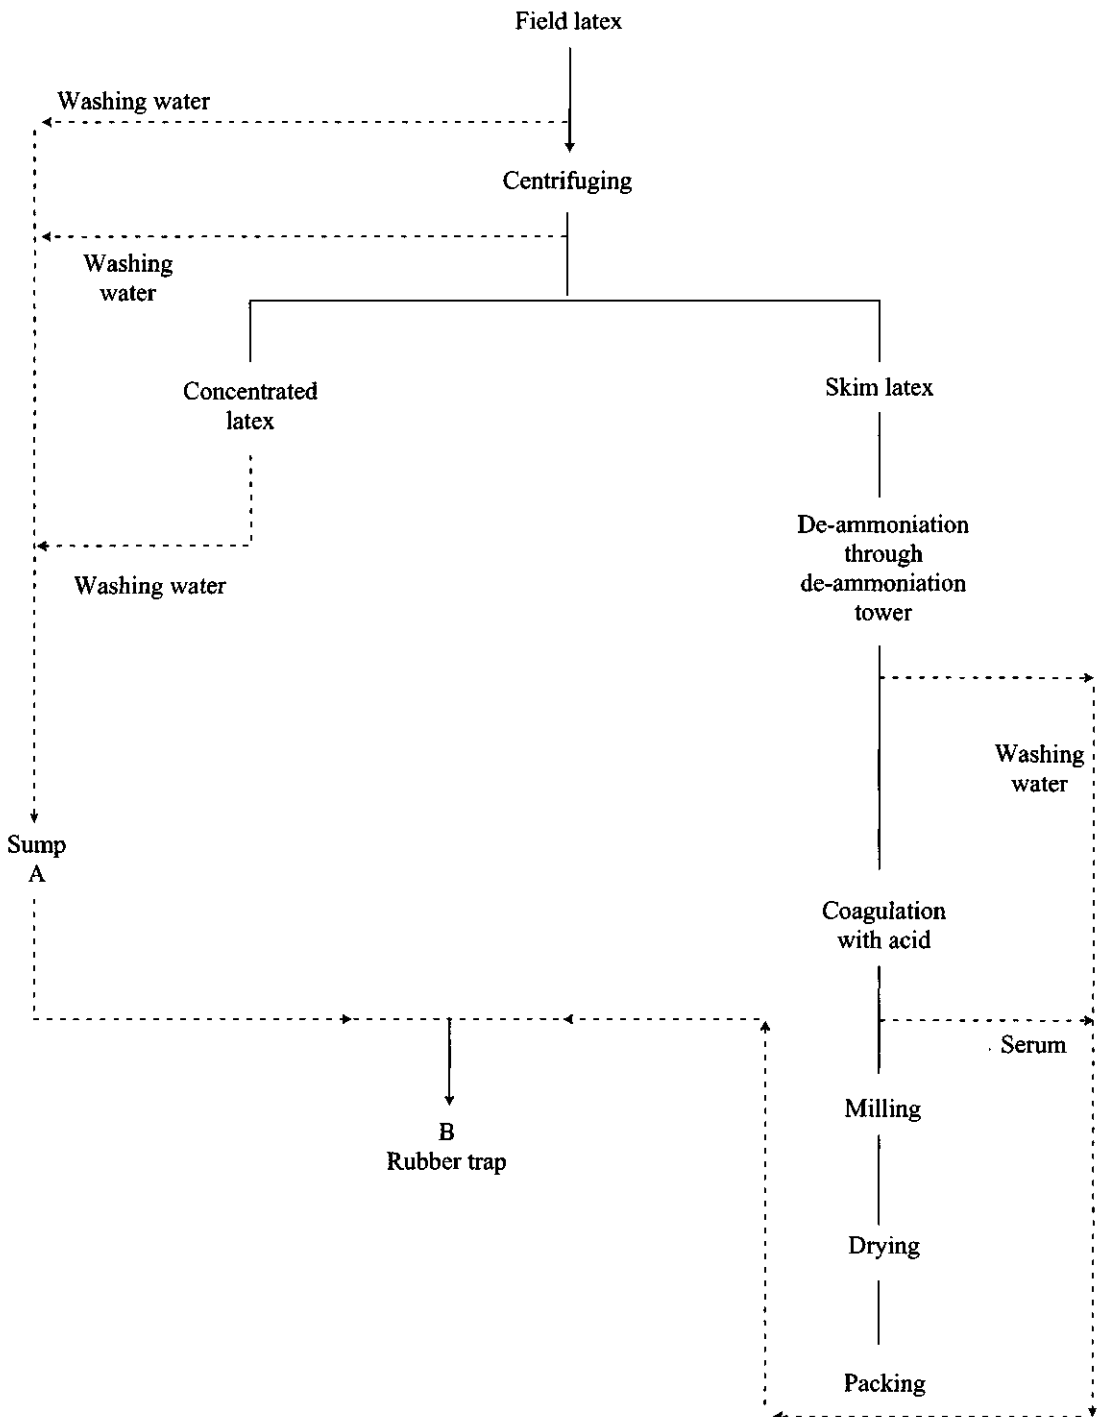 Field latex
Washing water
Centrifuging
Washing
water
Concentrated
latex
Skim latex
De-ammoniation
through
de-ammoniation
tower
Washing water
Washing
water
Sump
A
Coagulation
with acid
Serum
Milling
B
Rubber trap
Drying
Packing